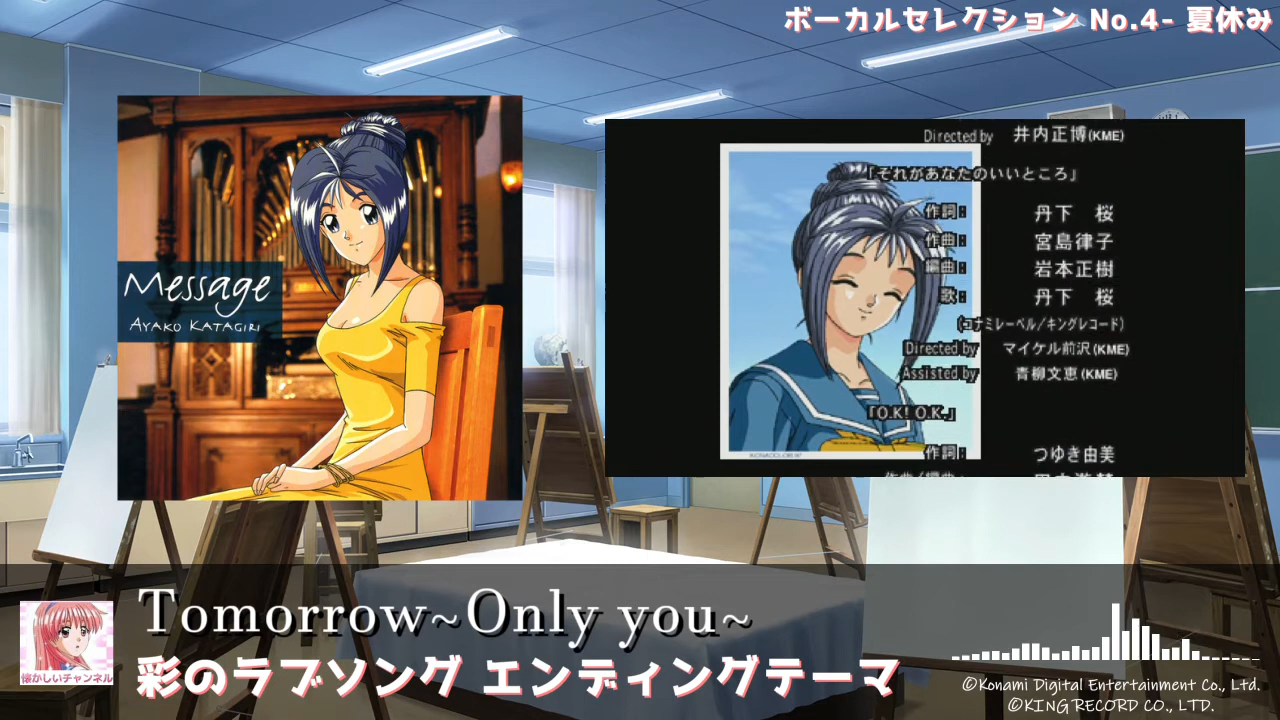 ボーカルセレクション No.4- 夏休み
Message
AYAKO KATAGIRI
Directed by 井内正博(KME)
「それがあなたのいいところ」
作詞: 丹下 桜
作曲: 宮島律子
編曲: 岩本正樹
歌: 丹下 桜
(コナミレーベル/キングレコード)
Directed by マイケル前沢(KME)
Assisted by 青柳文恵(KME)
「O.K! O.K.」
作詞: つゆき由美
Tomorrow~Only you~
彩のラブソング エンディングテーマ
懐かしいチャンネル
©Konami Digital Entertainment Co., Ltd.
©KING RECORD CO., LTD.